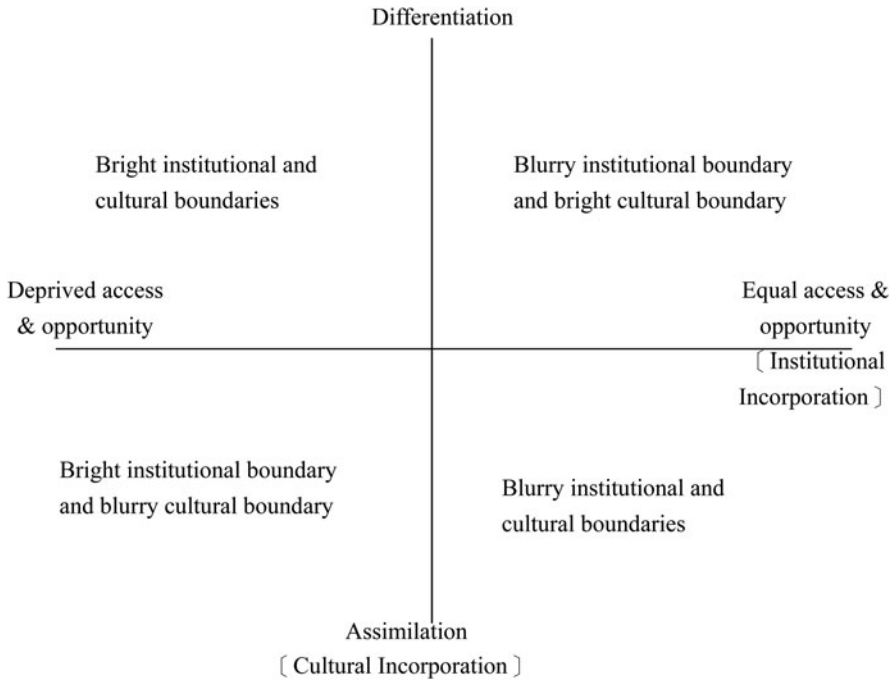 Differentiation
Bright institutional and
cultural boundaries
Blurry institutional boundary
and bright cultural boundary
Deprived access
& opportunity
Equal access &
opportunity
〔 Institutional
Incorporation 〕
Bright institutional boundary
and blurry cultural boundary
Blurry institutional and
cultural boundaries
Assimilation
〔 Cultural Incorporation 〕